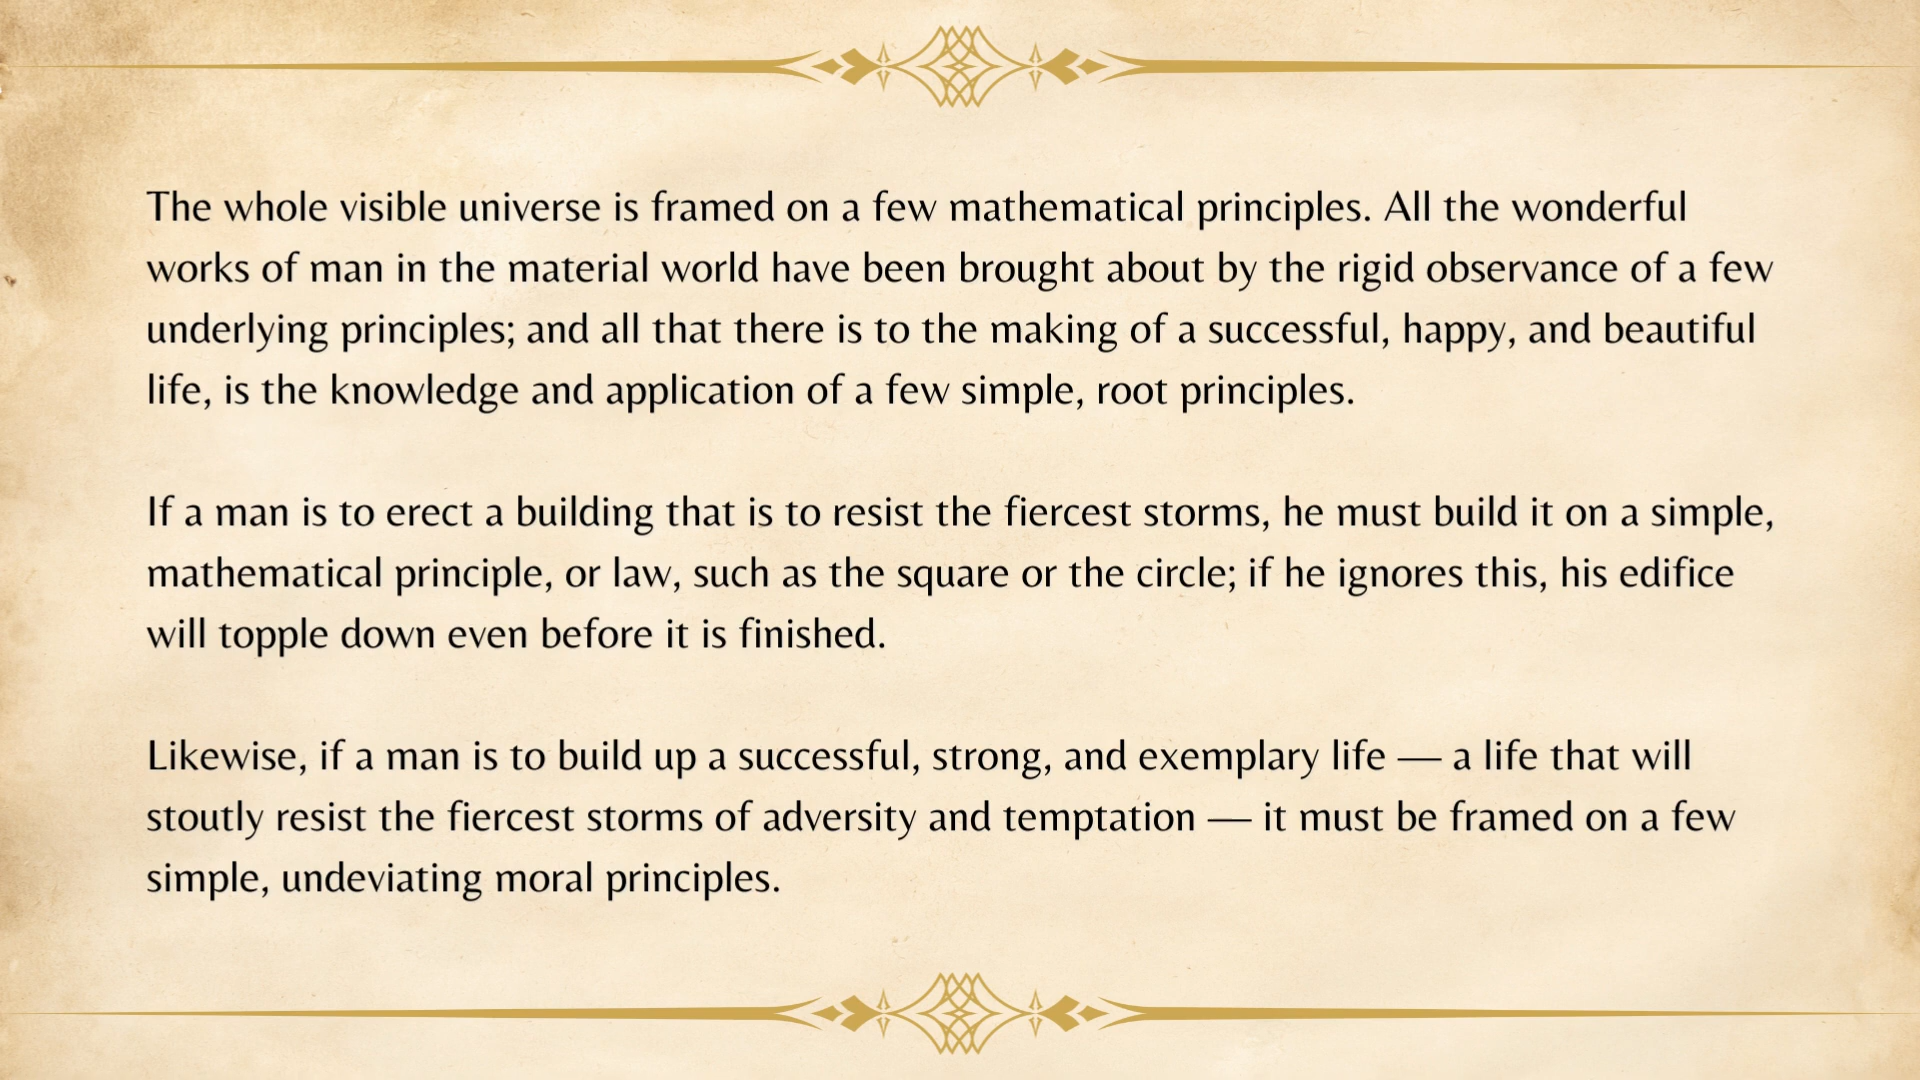 The whole visible universe is framed on a few mathematical principles. All the wonderful
works of man in the material world have been brought about by the rigid observance of a few
underlying principles; and all that there is to the making of a successful, happy, and beautiful
life, is the knowledge and application of a few simple, root principles.
If a man is to erect a building that is to resist the fiercest storms, he must build it on a simple,
mathematical principle, or law, such as the square or the circle; if he ignores this, his edifice
will topple down even before it is finished.
Likewise, if a man is to build up a successful, strong, and exemplary life — a life that will
stoutly resist the fiercest storms of adversity and temptation — it must be framed on a few
simple, undeviating moral principles.